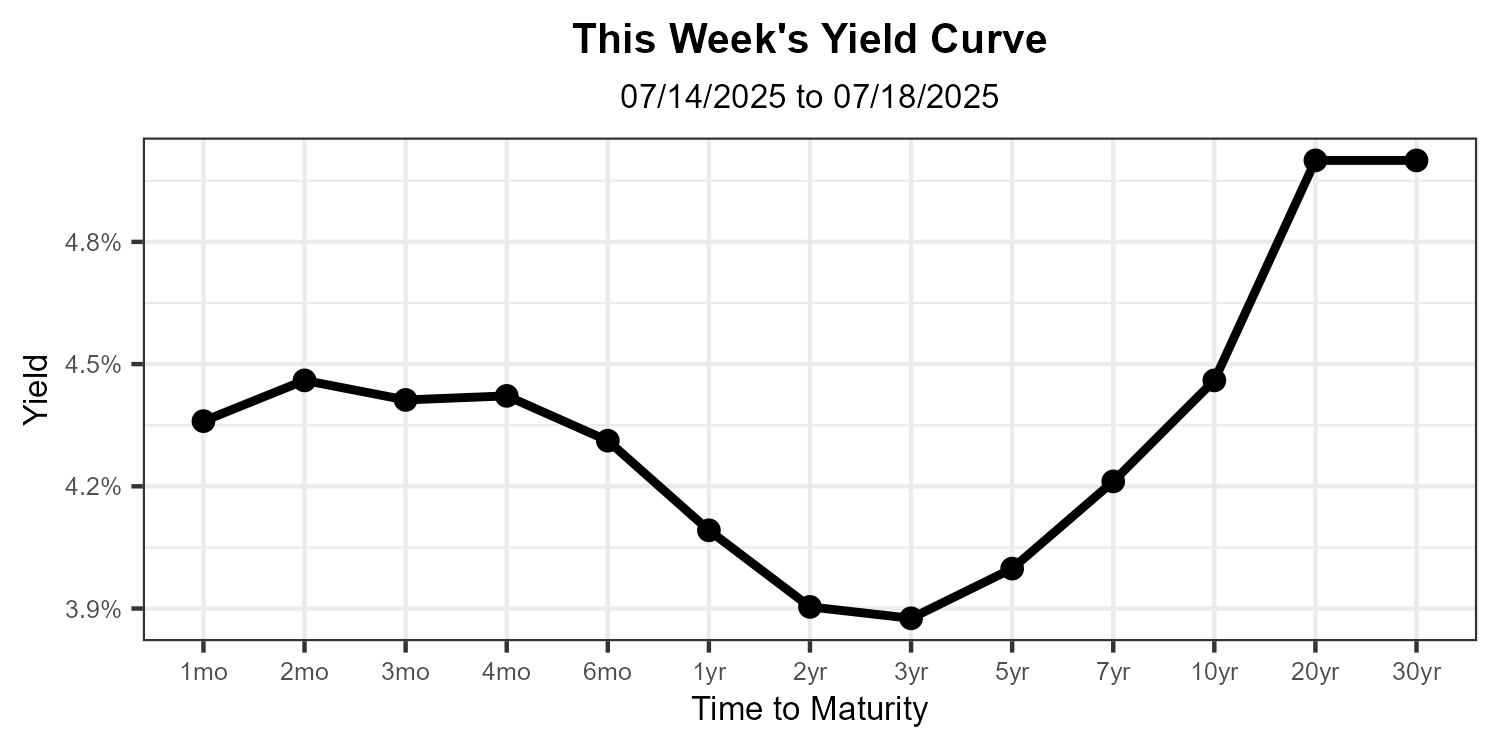 This Week's Yield Curve
07/14/2025 to 07/18/2025
Yield
4.8%
4.5%
4.2%
3.9%
1mo 2mo 3mo 4mo 6mo 1yr 2yr 3yr 5yr 7yr 10yr 20yr 30yr
Time to Maturity